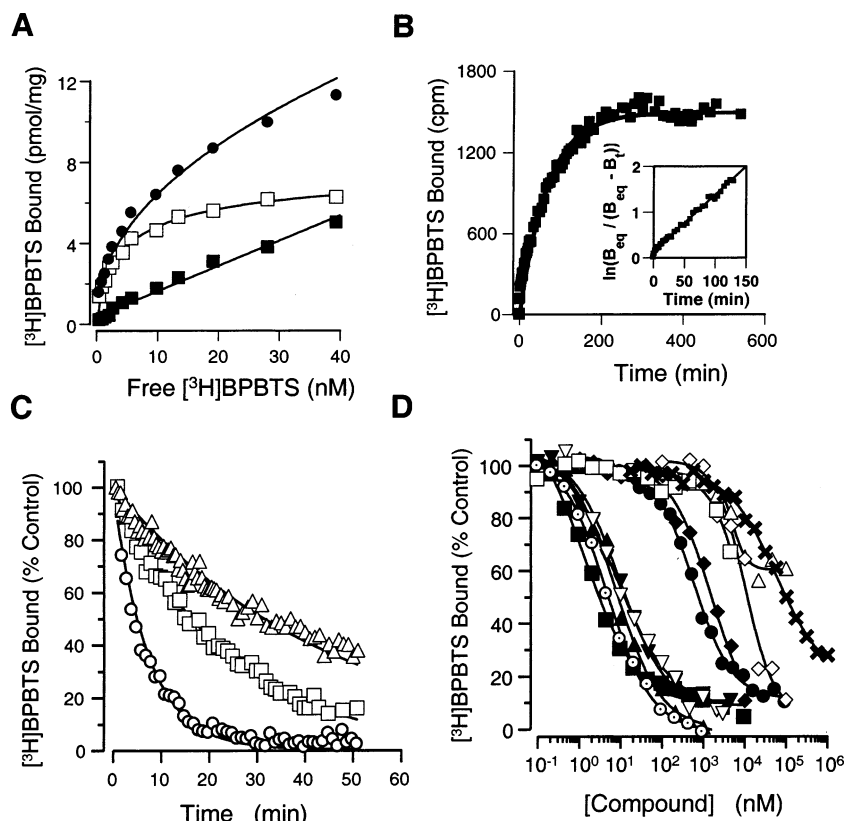 A
[³H]BPBTS Bound (pmol/mg)
12
8
4
0
0 10 20 30 40
Free [³H]BPBTS (nM)
B
[³H]BPBTS Bound (cpm)
1800
1200
600
0
0 200 400 600
Time (min)
ln(B_eq / (B_eq - B_t))
2
1
0
0 50 100 150
Time (min)
C
[³H]BPBTS Bound (% Control)
100
80
60
40
20
0
0 10 20 30 40 50 60
Time (min)
D
[³H]BPBTS Bound (% Control)
100
80
60
40
20
0
10⁻¹ 10⁰ 10¹ 10² 10³ 10⁴ 10⁵ 10⁶
[Compound] (nM)